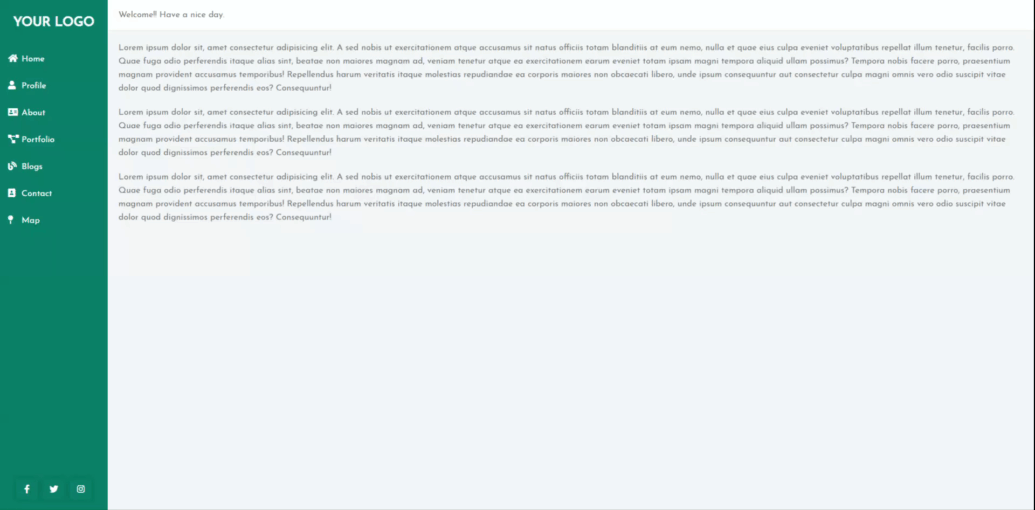 YOUR LOGO
Home
Profile
About
Portfolio
Blogs
Contact
Map
Welcome!! Have a nice day.
Lorem ipsum dolor sit, amet consectetur adipisicing elit. A sed nobis ut exercitationem atque accusamus sit natus officiis totam blanditiis at eum nemo, nulla et quae eius culpa eveniet voluptatibus repellat illum tenetur, facilis porro.
Quae fuga odio perferendis itaque alias sint, beatae non maiores magnam ad, veniam tenetur atque ea exercitationem earum eveniet totam ipsam magni tempora aliquid ullam possimus? Tempora nobis facere porro, praesentium
magnam provident accusamus temporibus! Repellendus harum veritatis itaque molestias repudiandae ea corporis maiores non obcaecati libero, unde ipsum consequuntur aut consectetur culpa magni omnis vero odio suscipit vitae
dolor quod dignissimos perferendis eos? Consequuntur!
Lorem ipsum dolor sit, amet consectetur adipisicing elit. A sed nobis ut exercitationem atque accusamus sit natus officiis totam blanditiis at eum nemo, nulla et quae eius culpa eveniet voluptatibus repellat illum tenetur, facilis porro.
Quae fuga odio perferendis itaque alias sint, beatae non maiores magnam ad, veniam tenetur atque ea exercitationem earum eveniet totam ipsam magni tempora aliquid ullam possimus? Tempora nobis facere porro, praesentium
magnam provident accusamus temporibus! Repellendus harum veritatis itaque molestias repudiandae ea corporis maiores non obcaecati libero, unde ipsum consequuntur aut consectetur culpa magni omnis vero odio suscipit vitae
dolor quod dignissimos perferendis eos? Consequuntur!
Lorem ipsum dolor sit, amet consectetur adipisicing elit. A sed nobis ut exercitationem atque accusamus sit natus officiis totam blanditiis at eum nemo, nulla et quae eius culpa eveniet voluptatibus repellat illum tenetur, facilis porro.
Quae fuga odio perferendis itaque alias sint, beatae non maiores magnam ad, veniam tenetur atque ea exercitationem earum eveniet totam ipsam magni tempora aliquid ullam possimus? Tempora nobis facere porro, praesentium
magnam provident accusamus temporibus! Repellendus harum veritatis itaque molestias repudiandae ea corporis maiores non obcaecati libero, unde ipsum consequuntur aut consectetur culpa magni omnis vero odio suscipit vitae
dolor quod dignissimos perferendis eos? Consequuntur!